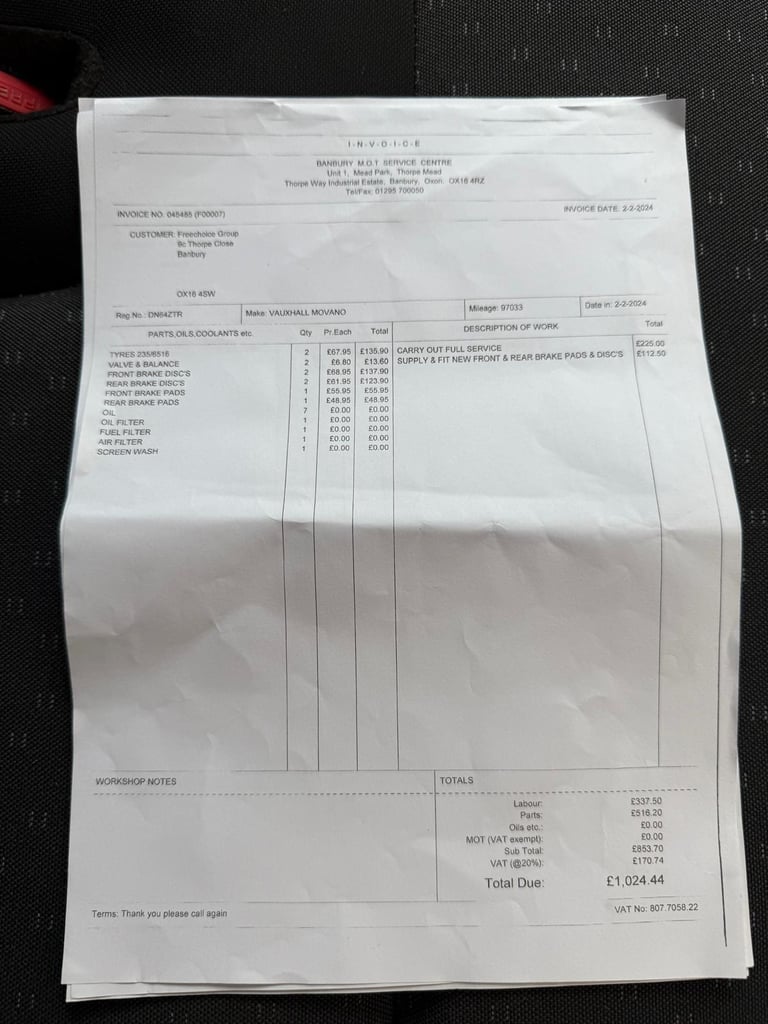 I-N-V-O-I-C-E
BANBURY M.O.T SERVICE CENTRE
Unit 1, Mead Park, Thorpe Mead
Thorpe Way Industrial Estate, Banbury, Oxon. OX16 4RZ
Tel/Fax: 01295 700050
INVOICE NO. 045485 (F00007) INVOICE DATE: 2-2-2024
CUSTOMER: Freechoice Group
9c Thorpe Close
Banbury
OX16 4SW
Reg.No.: DN64ZTR Make: VAUXHALL MOVANO Mileage: 97033 Date in: 2-2-2024
PARTS,OILS,COOLANTS etc. Qty Pr.Each Total DESCRIPTION OF WORK Total
TYRES 235/6516 2 £67.95 £135.90 CARRY OUT FULL SERVICE £225.00
VALVE & BALANCE 2 £6.80 £13.60 SUPPLY & FIT NEW FRONT & REAR BRAKE PADS & DISC'S £112.50
FRONT BRAKE DISC'S 2 £68.95 £137.90
REAR BRAKE DISC'S 2 £61.95 £123.90
FRONT BRAKE PADS 1 £55.95 £55.95
REAR BRAKE PADS 1 £48.95 £48.95
OIL 7 £0.00 £0.00
OIL FILTER 1 £0.00 £0.00
FUEL FILTER 1 £0.00 £0.00
AIR FILTER 1 £0.00 £0.00
SCREEN WASH 1 £0.00 £0.00
WORKSHOP NOTES TOTALS
Labour: £337.50
Parts: £516.20
Oils etc.: £0.00
MOT (VAT exempt): £0.00
Sub Total: £853.70
VAT (@20%): £170.74
Total Due: £1,024.44
Terms: Thank you please call again VAT No: 807.7058.22